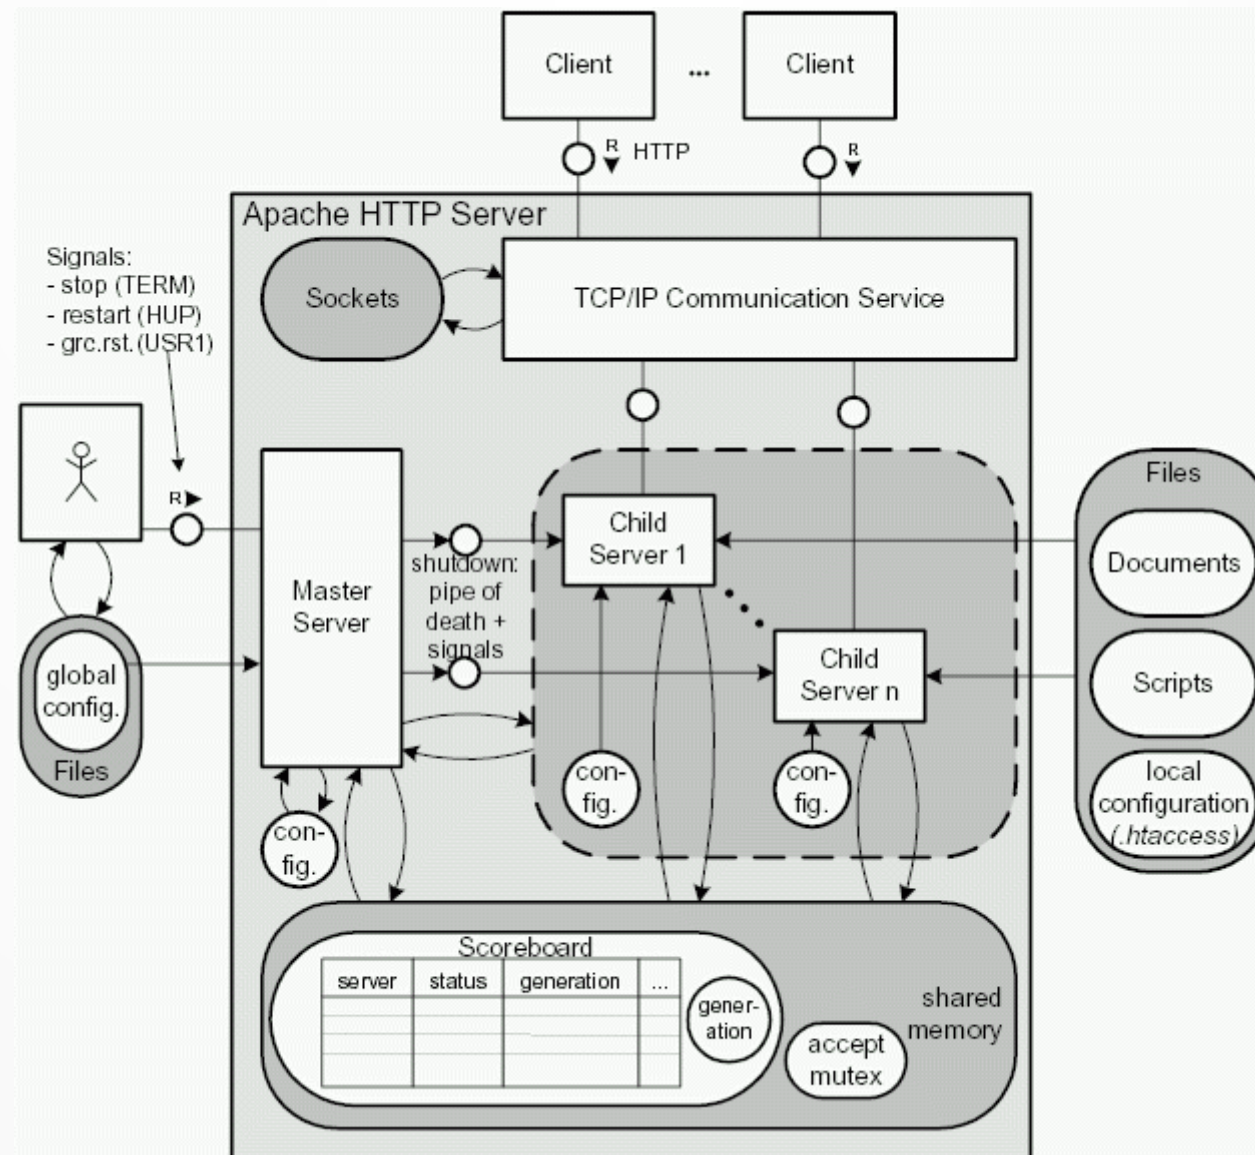 Client
...
Client
R
HTTP
R
Apache HTTP Server
Signals:
- stop (TERM)
- restart (HUP)
- grc.rst.(USR1)
Sockets
TCP/IP Communication Service
R
Master
Server
shutdown:
pipe of
death +
signals
Child
Server 1
Child
Server n
Files
Documents
Scripts
local
configuration
(.htaccess)
global
config.
Files
con-
fig.
con-
fig.
con-
fig.
Scoreboard
server
status
generation
...
gener-
ation
accept
mutex
shared
memory